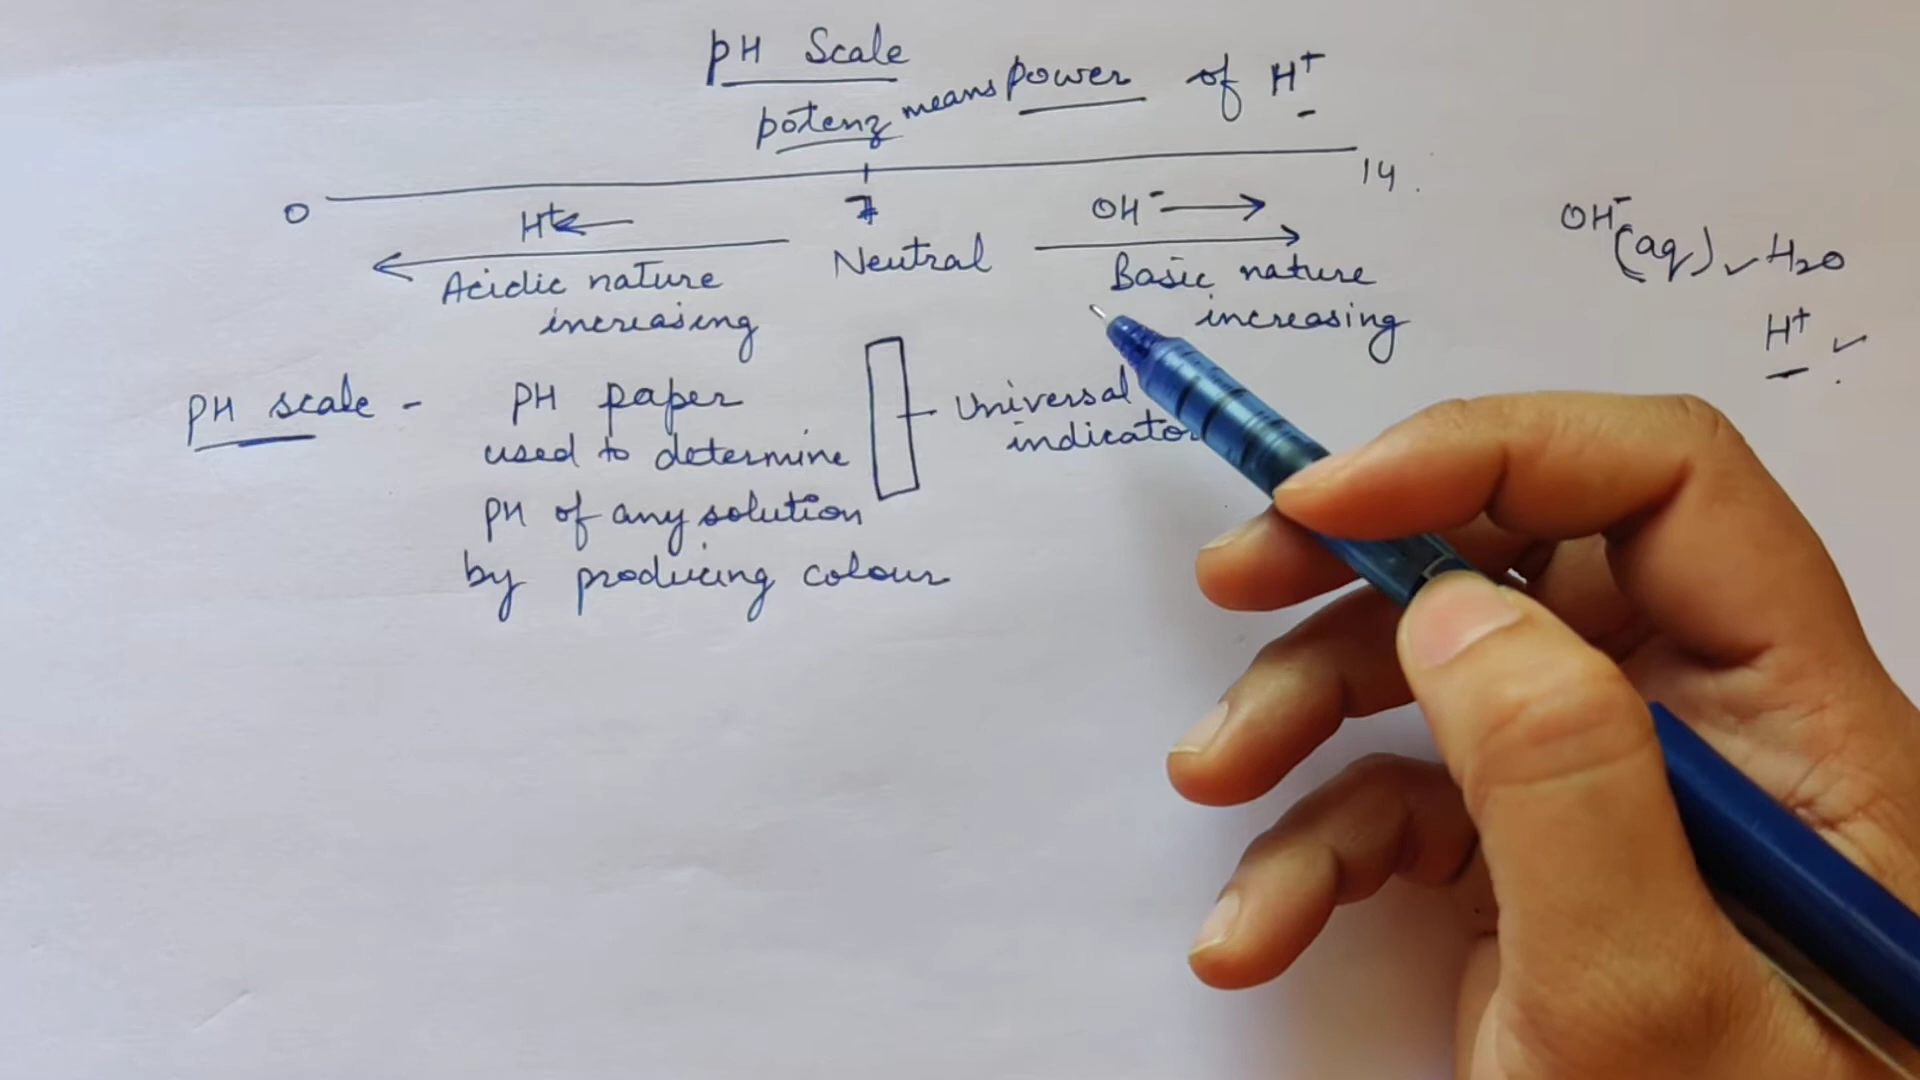 pH Scale
potenz means power of H⁺
0 7 14
H⁺ ← OH⁻ →
Acidic nature increasing
Neutral
Basic nature increasing
OH⁻ (aq) ✓ H₂O
H⁺ ✓
PH scale - PH paper
used to determine
PH of any solution
by producing colour
Universal
indicator